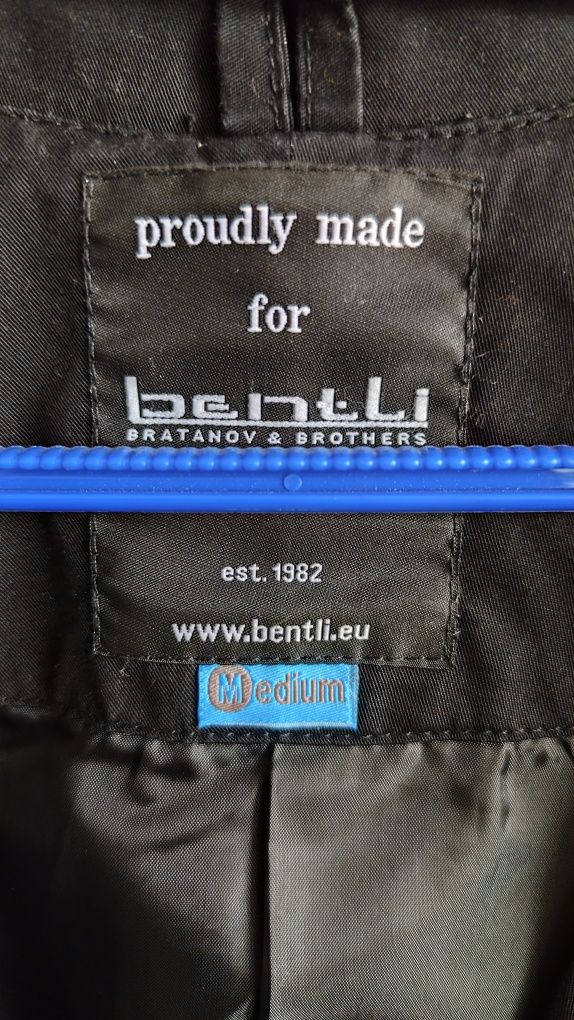 proudly made
for
bentli
BRATANOV & BROTHERS
est. 1982
www.bentli.eu
Medium